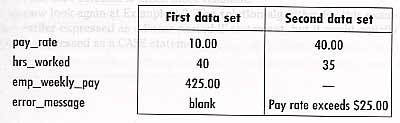 First data set Second data set
pay_rate 10.00 40.00
hrs_worked 40 35
emp_weekly_pay 425.00 —
error_message blank Pay rate exceeds $25.00